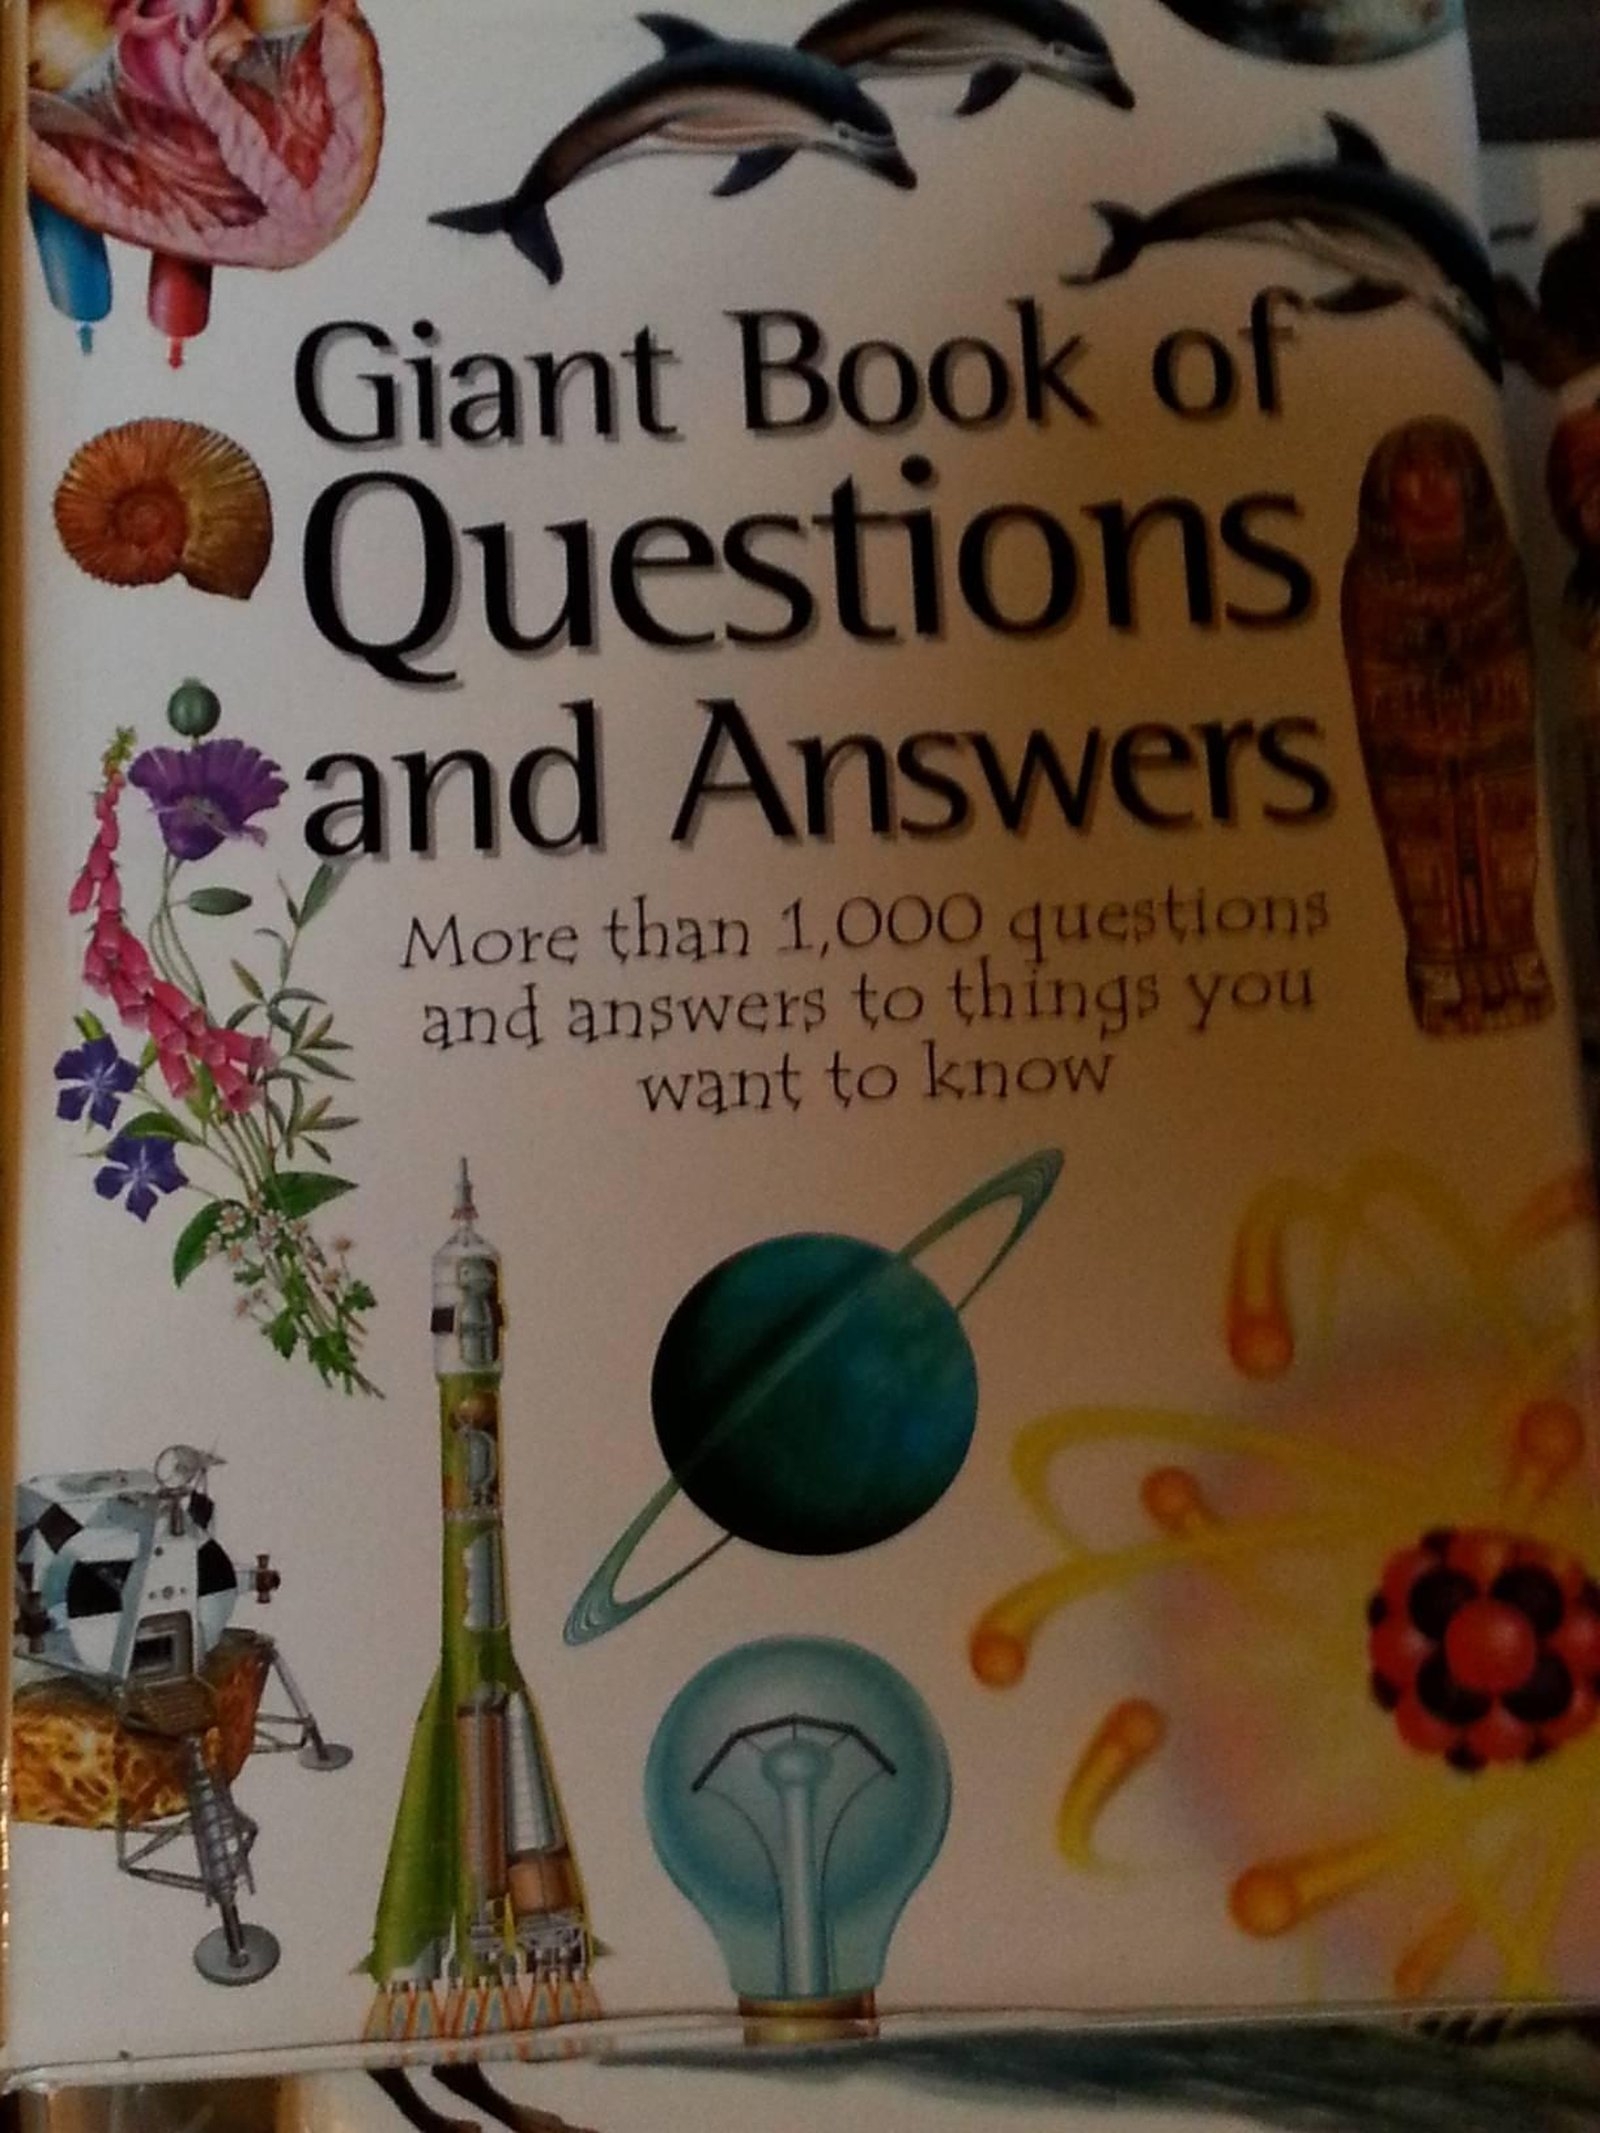 Giant Book of
Questions
and Answers
More than 1,000 questions
and answers to things you
want to know